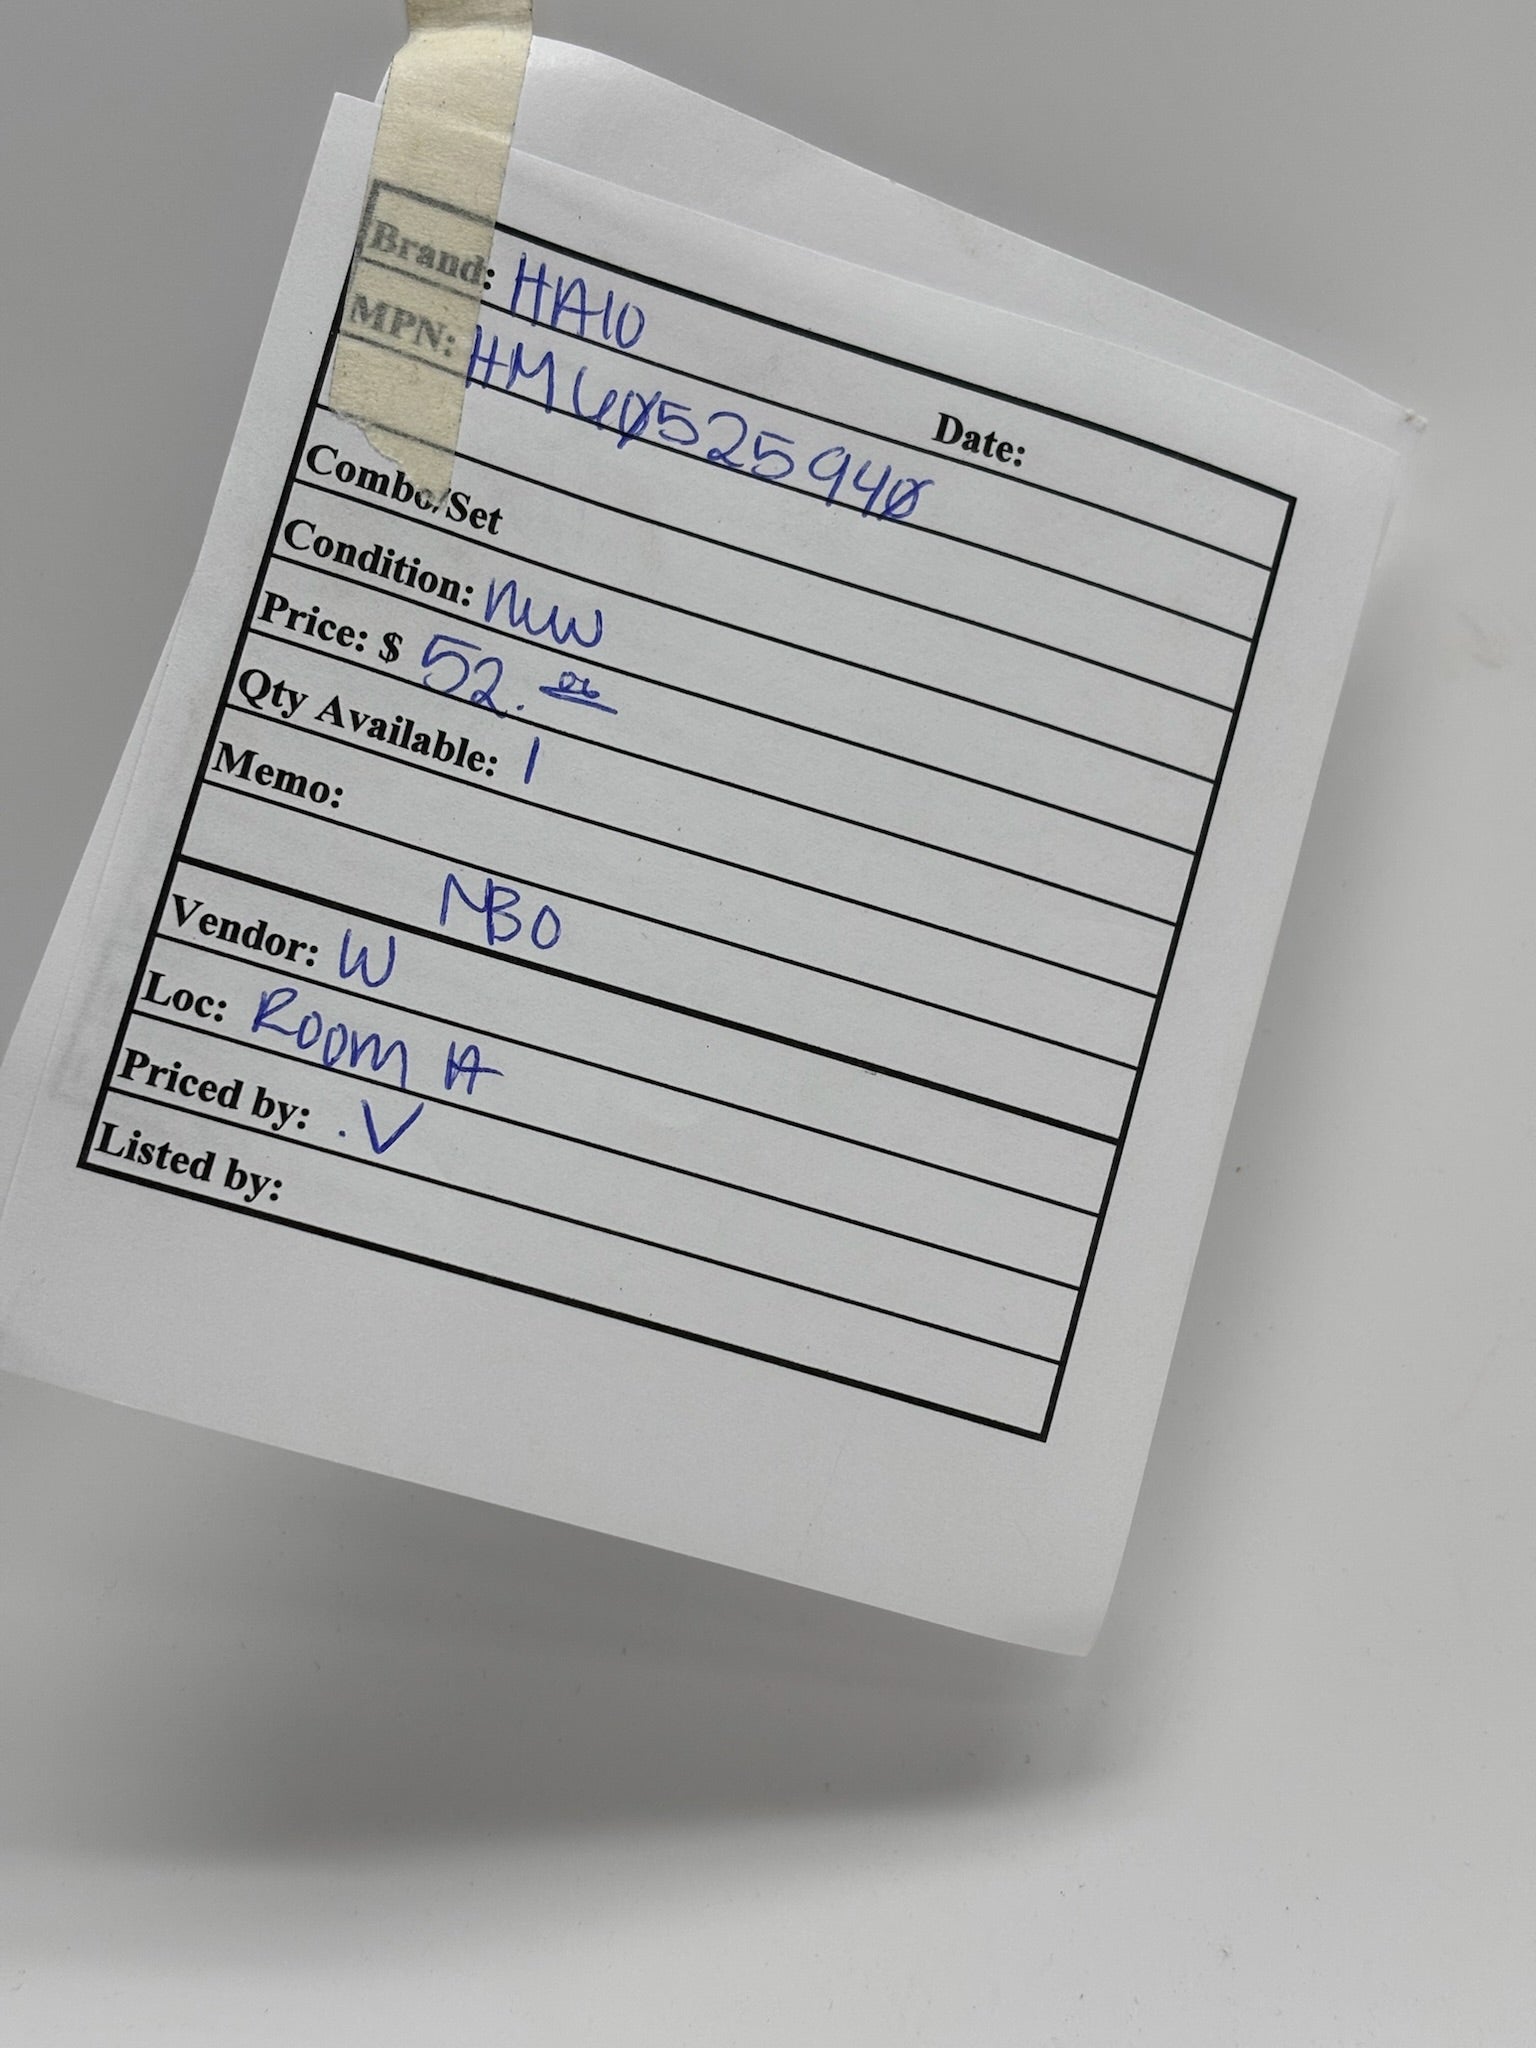 Brand: HALO
Date:
MPN: HML60525940
Combo/Set
Condition: New
Price: $ 52.00
Qty Available: 1
Memo:
NBO
Vendor: W
Loc: Room A
Priced by: .V
Listed by: